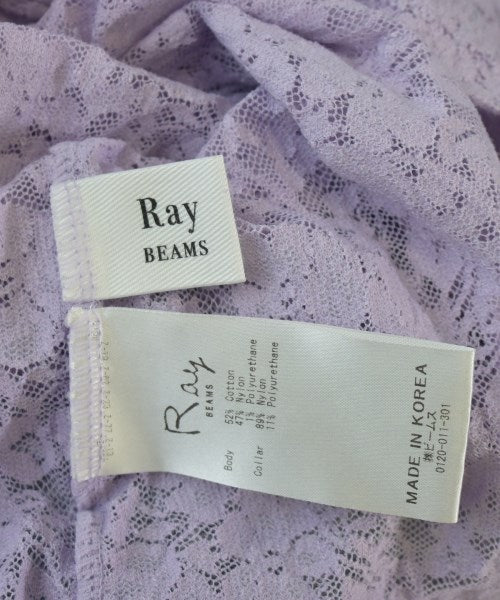 Ray
BEAMS
Ray
BEAMS
Body 52% Cotton
47% Nylon
1% Polyurethane
Collar 89% Nylon
11% Polyurethane
MADE IN KOREA
㈱ビームス
0120-011-301